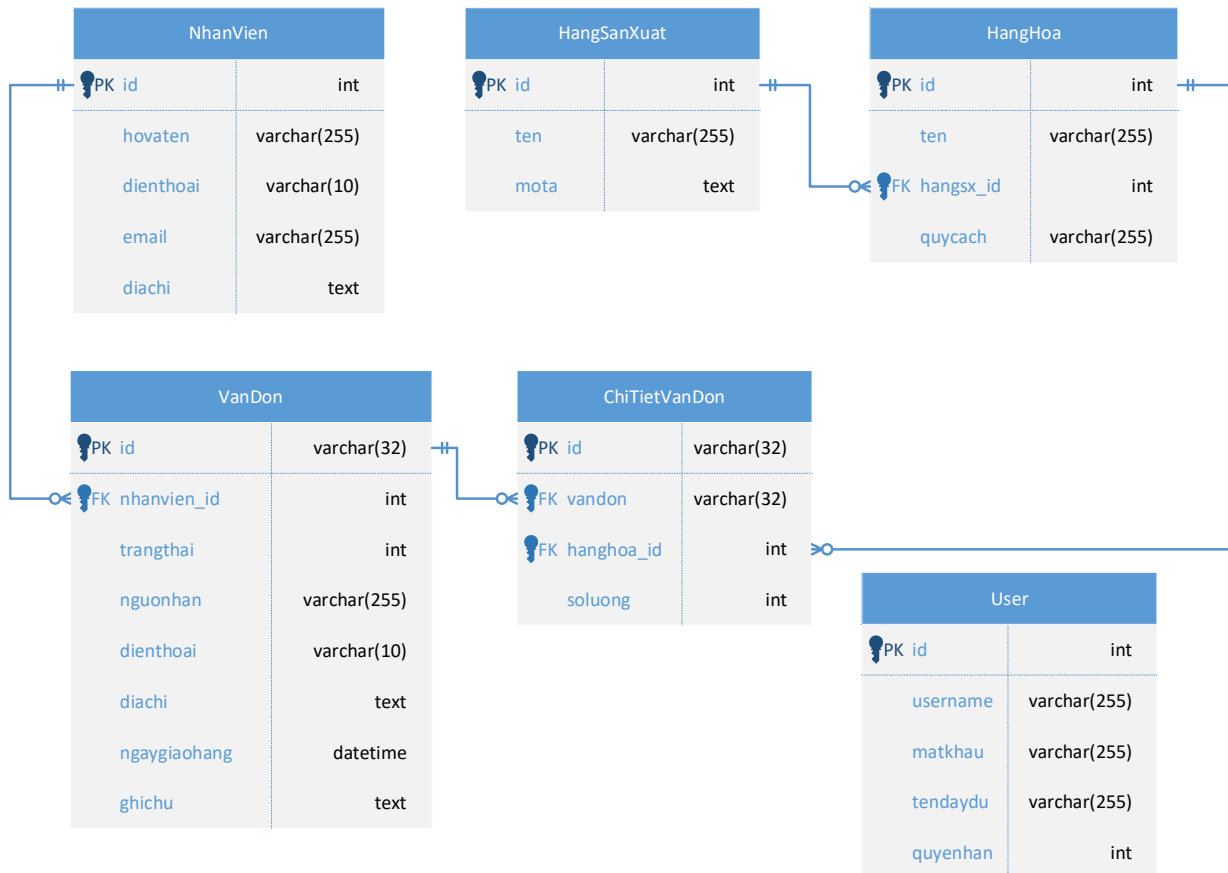 NhanVien
PK id int
hovaten varchar(255)
dienthoai varchar(10)
email varchar(255)
diachi text
HangSanXuat
PK id int
ten varchar(255)
mota text
HangHoa
PK id int
ten varchar(255)
FK hangsx_id int
quycach varchar(255)
VanDon
PK id varchar(32)
FK nhanvien_id int
trangthai int
nguonhan varchar(255)
dienthoai varchar(10)
diachi text
ngaygiaohang datetime
ghichu text
ChiTietVanDon
PK id varchar(32)
FK vandon varchar(32)
FK hanghoa_id int
soluong int
User
PK id int
username varchar(255)
matkhau varchar(255)
tendaydu varchar(255)
quyenhan int